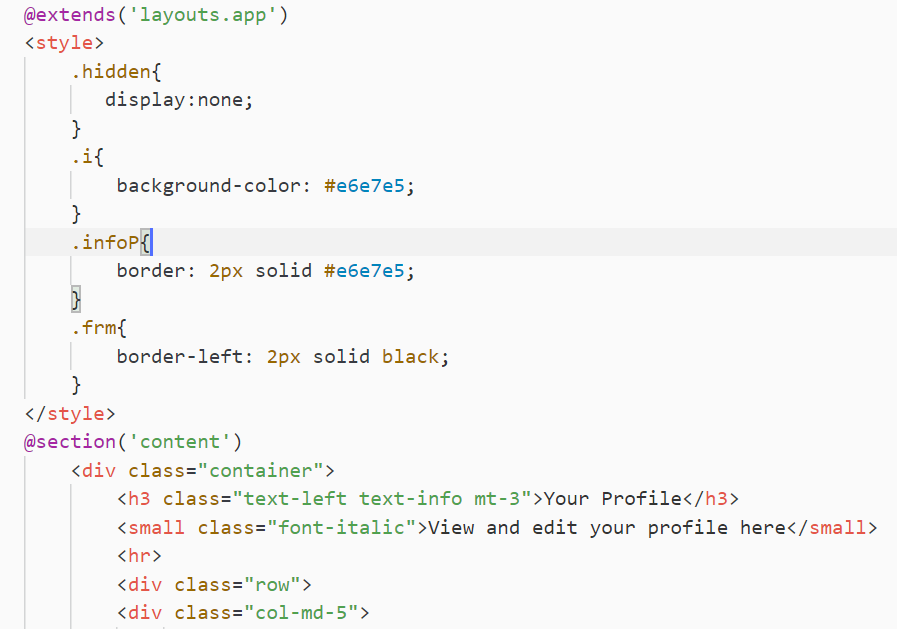 @extends('layouts.app')
<style>
    .hidden{
       display:none;
    }
    .i{
        background-color: #e6e7e5;
    }
    .infoP{
        border: 2px solid #e6e7e5;
    }
    .frm{
        border-left: 2px solid black;
    }
</style>
@section('content')
    <div class="container">
        <h3 class="text-left text-info mt-3">Your Profile</h3>
        <small class="font-italic">View and edit your profile here</small>
        <hr>
        <div class="row">
        <div class="col-md-5">